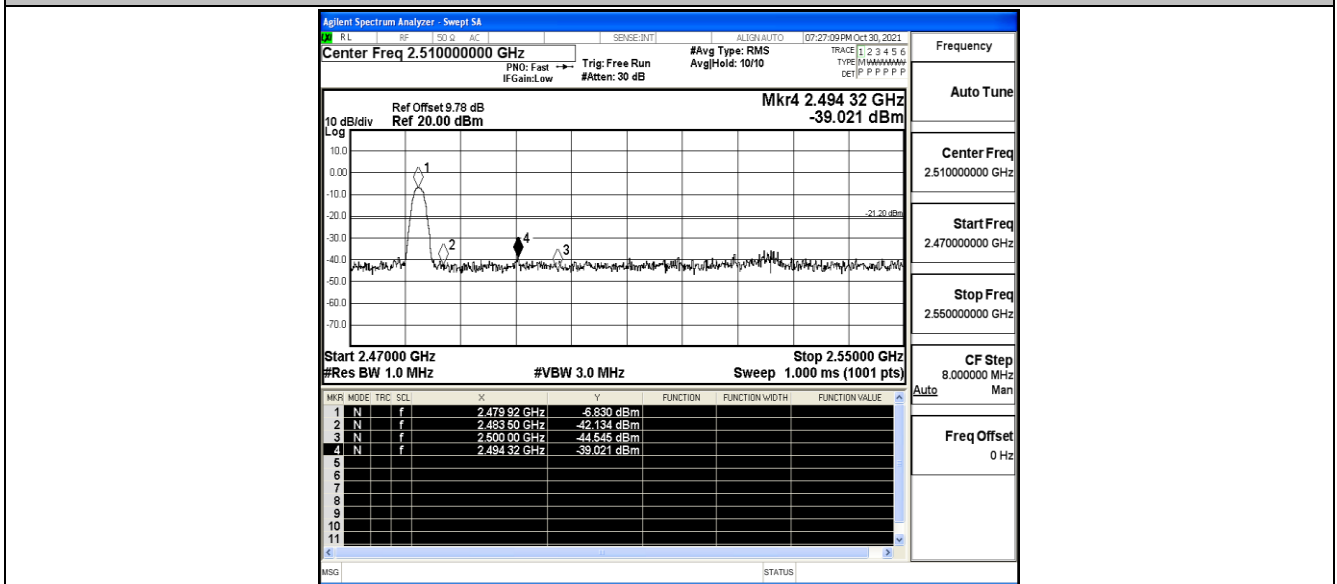 Agilent Spectrum Analyzer - Swept SA
LXI RL RF 50 Ω AC SENSE:INT ALIGNAUTO 07:27:09 PM Oct 30, 2021
Center Freq 2.510000000 GHz
PNO: Fast
IFGain:Low
Trig: Free Run
#Atten: 30 dB
#Avg Type: RMS
Avg|Hold: 10/10
TRACE 1 2 3 4 5 6
TYPE MWWWWW
DET P P P P P P
Ref Offset 9.78 dB
10 dB/div Ref 20.00 dBm
Log
Mkr4 2.494 32 GHz
-39.021 dBm
10.0
0.00
-10.0
-20.0
-30.0
-40.0
-50.0
-60.0
-70.0
1
2
4
3
-21.20 dBm
Start 2.47000 GHz Stop 2.55000 GHz
#Res BW 1.0 MHz #VBW 3.0 MHz Sweep 1.000 ms (1001 pts)
MKR MODE TRC SCL X Y FUNCTION FUNCTION WIDTH FUNCTION VALUE
1 N f 2.479 92 GHz -6.830 dBm
2 N f 2.483 50 GHz -42.134 dBm
3 N f 2.500 00 GHz -44.545 dBm
4 N f 2.494 32 GHz -39.021 dBm
5
6
7
8
9
10
11
MSG STATUS
Frequency
Auto Tune
Center Freq
2.510000000 GHz
Start Freq
2.470000000 GHz
Stop Freq
2.550000000 GHz
CF Step
8.000000 MHz
Auto Man
Freq Offset
0 Hz